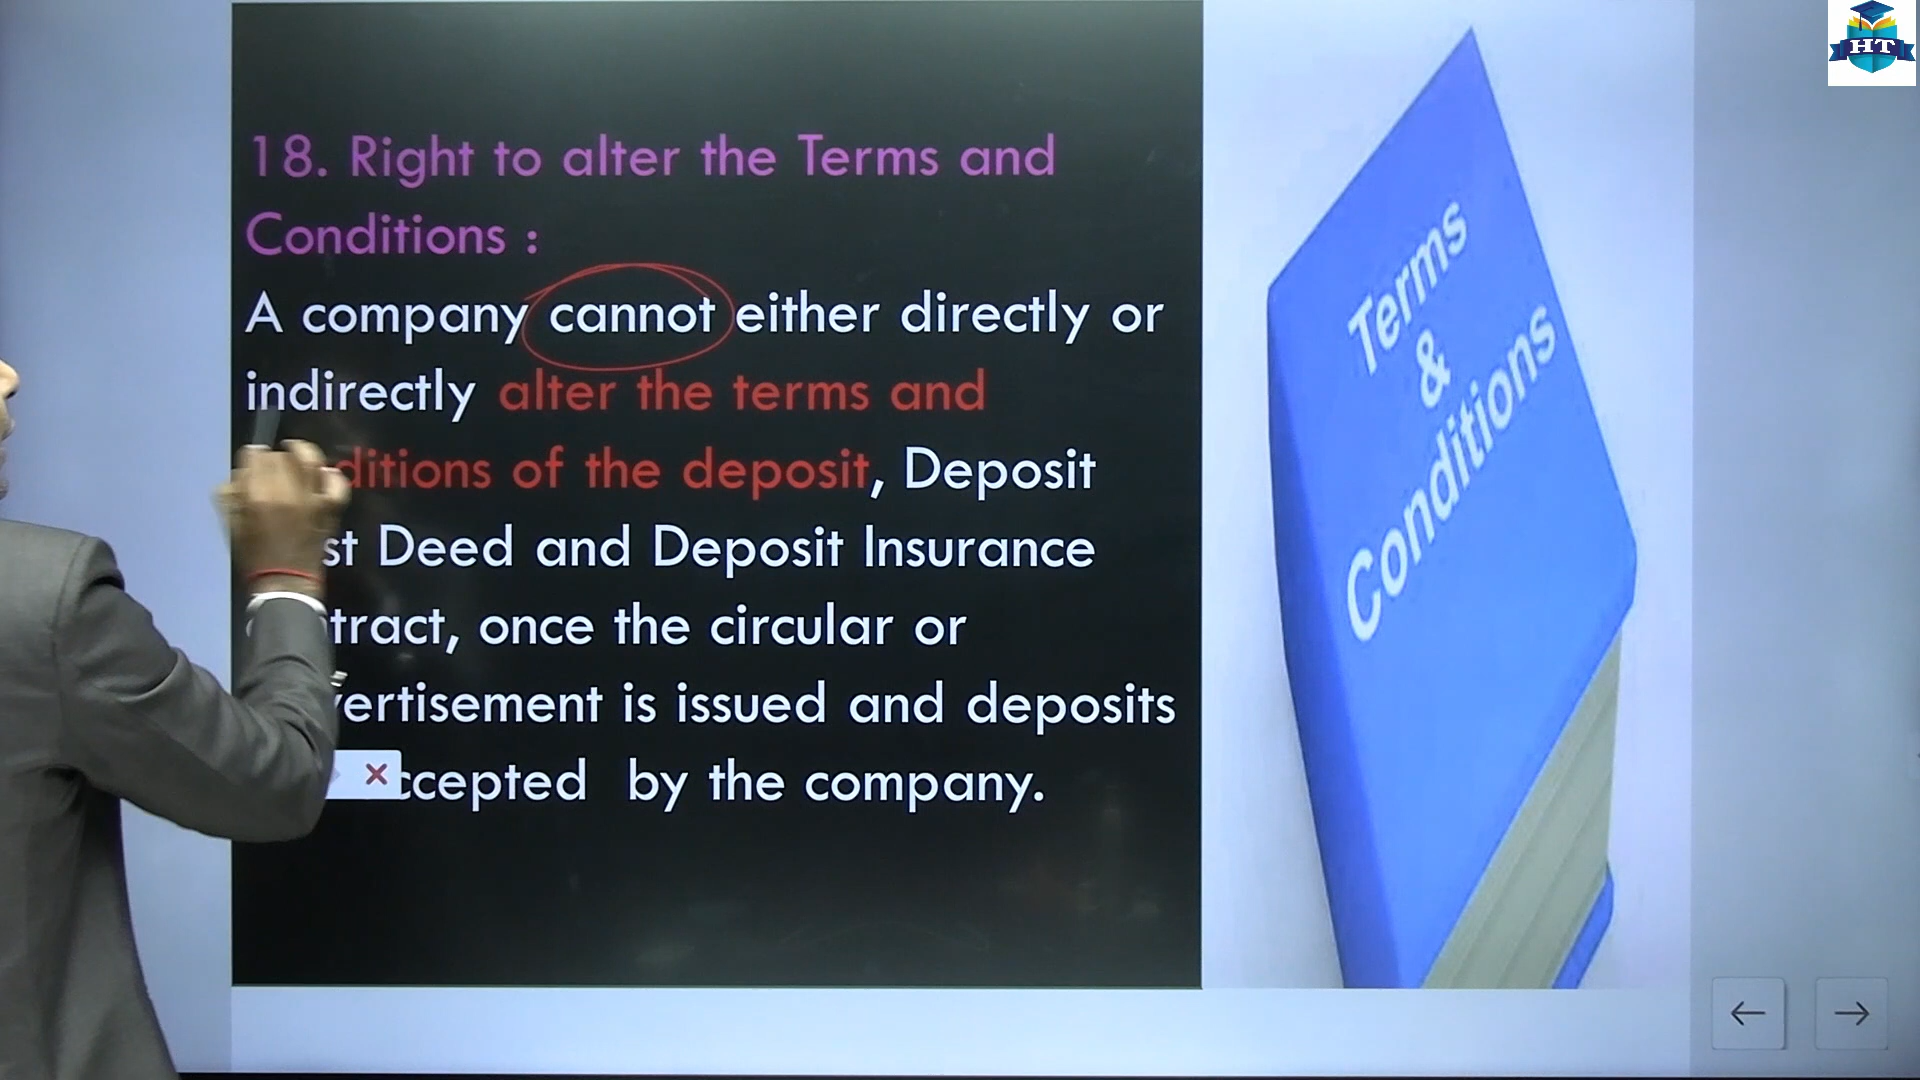 HT
18. Right to alter the Terms and
Conditions :
A company cannot either directly or
indirectly alter the terms and
ditions of the deposit, Deposit
st Deed and Deposit Insurance
tract, once the circular or
vertisement is issued and deposits
ccepted by the company.
Terms
&
Conditions